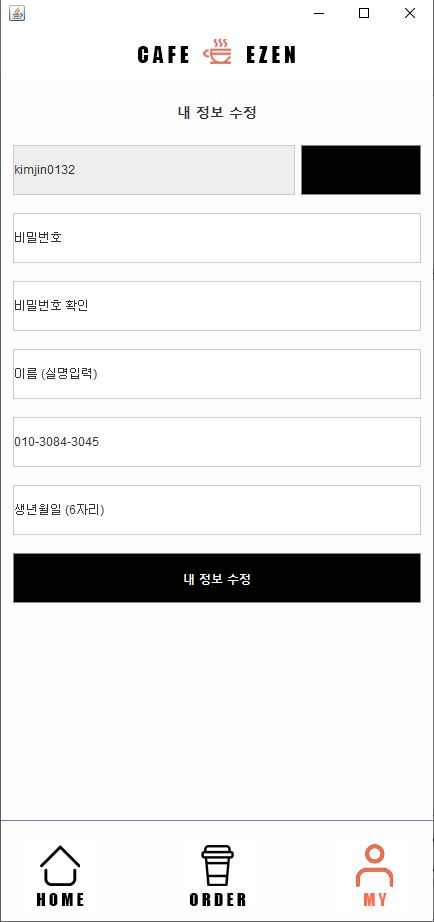 CAFE EZEN
내 정보 수정
kimjin0132
비밀번호
비밀번호 확인
이름 (실명입력)
010-3084-3045
생년월일 (6자리)
내 정보 수정
HOME ORDER MY